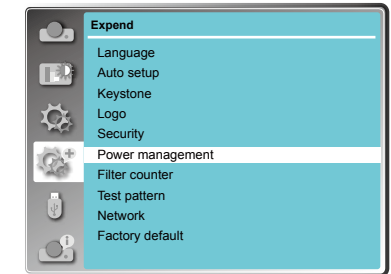 Expend
Language
Auto setup
Keystone
Logo
Security
Power management
Filter counter
Test pattern
Network
Factory default